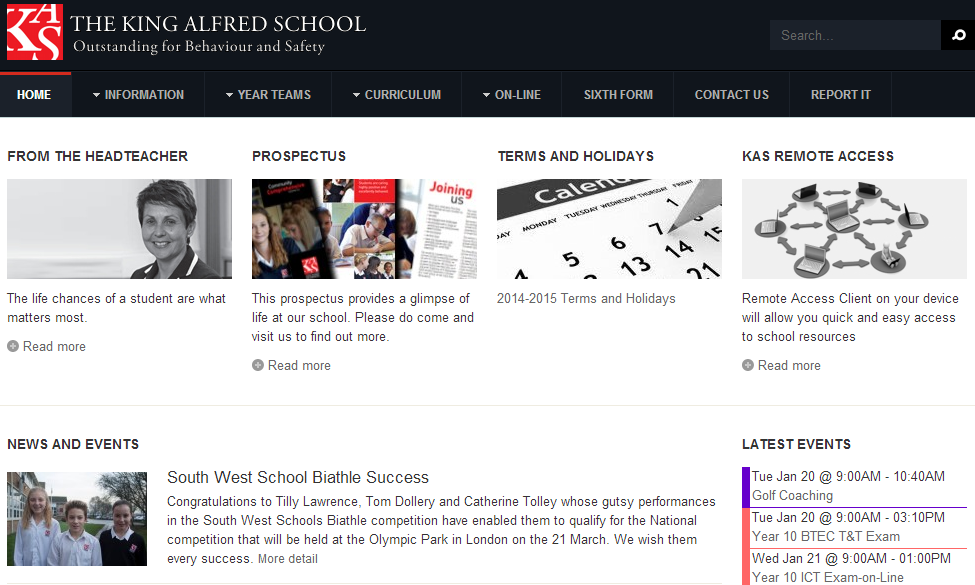 KAS
THE KING ALFRED SCHOOL
Outstanding for Behaviour and Safety
Search...
HOME
INFORMATION
YEAR TEAMS
CURRICULUM
ON-LINE
SIXTH FORM
CONTACT US
REPORT IT
FROM THE HEADTEACHER
The life chances of a student are what
matters most.
Read more
PROSPECTUS
Community
Comprehensive
Joining
us
KAS
This prospectus provides a glimpse of
life at our school. Please do come and
visit us to find out more.
Read more
TERMS AND HOLIDAYS
MONDAY TUESDAY WEDNESDAY THURSDAY FRIDAY
1
5 6 7
13 14 15
21
2014-2015 Terms and Holidays
KAS REMOTE ACCESS
Remote Access Client on your device
will allow you quick and easy access
to school resources
Read more
NEWS AND EVENTS
South West School Biathle Success
Congratulations to Tilly Lawrence, Tom Dollery and Catherine Tolley whose gutsy performances
in the South West Schools Biathle competition have enabled them to qualify for the National
competition that will be held at the Olympic Park in London on the 21 March. We wish them
every success. More detail
LATEST EVENTS
Tue Jan 20 @ 9:00AM - 10:40AM
Golf Coaching
Tue Jan 20 @ 9:00AM - 03:10PM
Year 10 BTEC T&T Exam
Wed Jan 21 @ 9:00AM - 01:00PM
Year 10 ICT Exam-on-Line